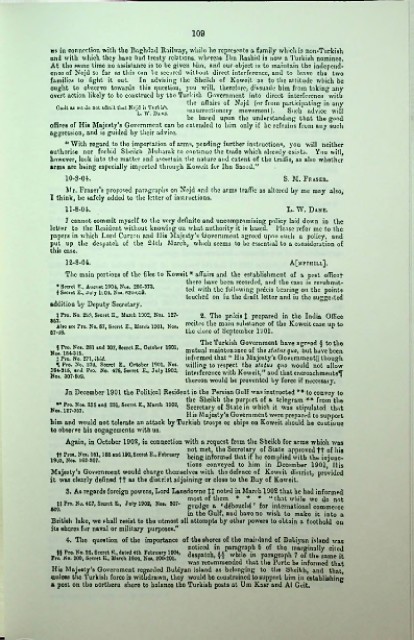 109
us in connection with the Baghdad Railway, while he represents a family which is non-Turkish
and with which they have had treaty relations, whereas Ibn Rashid is now a Turkish nominee.
At the same time no assistance is to be given him, and our object is to maintain the independ-
ence of Nejd so far as this can be secured without direct interference, and to leave the two
families to fight it out. In advising the Sheikh of Koweit as to the attitude which he
ought to observe towards this question, you will, therefore, dissuade him from taking any
overt action likely to be construed by the Turkish Government into direct interference with
the affairs of Nejd [or from participating in any
insurrectionary movement]. Such advice will
be based upon the understanding that the good
Omit as we do not admit that Nejd is Turkish.
L. W. DANE.
offices of His Majesty's Government can be extended to him only if he refrains from any such
aggression, and is guided by their advice.
"With regard to the importation of arms, pending further instructions, you will neither
authorise nor forbid Sheikh Mubarak to continue the trade which already exists. You will,
however, look into the matter and ascertain the nature and extent of the traffic, as also whether
arms are being especially imported through Koweit for Ibn Saood."
10-8-04. S. M. FRASER.
Mr. Fraser's proposed paragraphs on Nejd and the arms traffic as altered by me may also,
I think, be safely added to the letter of instructions.
11-8-04. L. W. DANE.
I cannot commit myself to the very definite and uncompromising policy laid down in the
letter to the Resident without knowing on what authority it is based. Please refer me to the
papers in which Lord Curzon and His Majesty's Government agreed upon such a policy, and
put up the despatch of the 24th March, which seems to be essential to a consideration of
this case.
12-8-04. A[MPTHILL].
The main portions of the files to Koweit * affairs and the establishment of a post office†
there have been recorded, and the case is resubmit-
ted with the following précis bearing on the points
touched on in the draft letter and in the suggested
addition by Deputy Secretary.
2. The précis ‡ prepared in the India Office
recites the main substance of the Koweit case up to
the close of September 1901.
The Turkish Government have agreed § to the
mutual maintenance of the status quo, but have been
informed that "His Majesty's Government‖ though
willing to respect the status quo would not allow
interference with Koweit," and that encroachments¶
thereon would be prevented by force if necessary.
¶ Pro. No. 271, ibid.
In December 1901 the Political Resident in the Persian Gulf was instructed ** to convey to
the Sheikh the purport of a telegram ** from the
Secretary of State in which it was stipulated that
His Majesty's Government were prepared to support
him and would not tolerate an attack by Turkish troops or ships on Koweit should he continue
to observe his engagements with us.
Again, in October 1902, in connection with a request from the Sheikh for arms which was
not met, the Secretary of State approved †† of his
being informed that if he complied with the injunc-
tions conveyed to him in December 1901, His
Majesty's Government would charge themselves with the defence of Koweit district, provided
it was clearly defined †† as the district adjoining or close to the Bay of Koweit.
3. As regards foreign powers, Lord Lansdowne ‡‡ noted in March 1902 that he had informed
most of them * * * "that while we do not
grudge a 'débouché' for international commerce
in the Gulf, and have no wish to make it into a
British lake, we shall resist to the utmost all attempts by other powers to obtain a foothold on
its shores for naval or military purposes."
4. The question of the importance of the shores of the mainland of Bubiyan island was
noticed in paragraph 5 of the marginally cited
despatch, §§ while in paragraph 7 of the same it
was recommended that the Porte be informed that
His Majesty's Government regarded Bubiyan island as belonging to the Sheikh, and that,
unless the Turkish force is withdrawn, they would be constrained to support him in establishing
a post on the northern shore to balance the Turkish posts at Um Kasr and Al Geit.